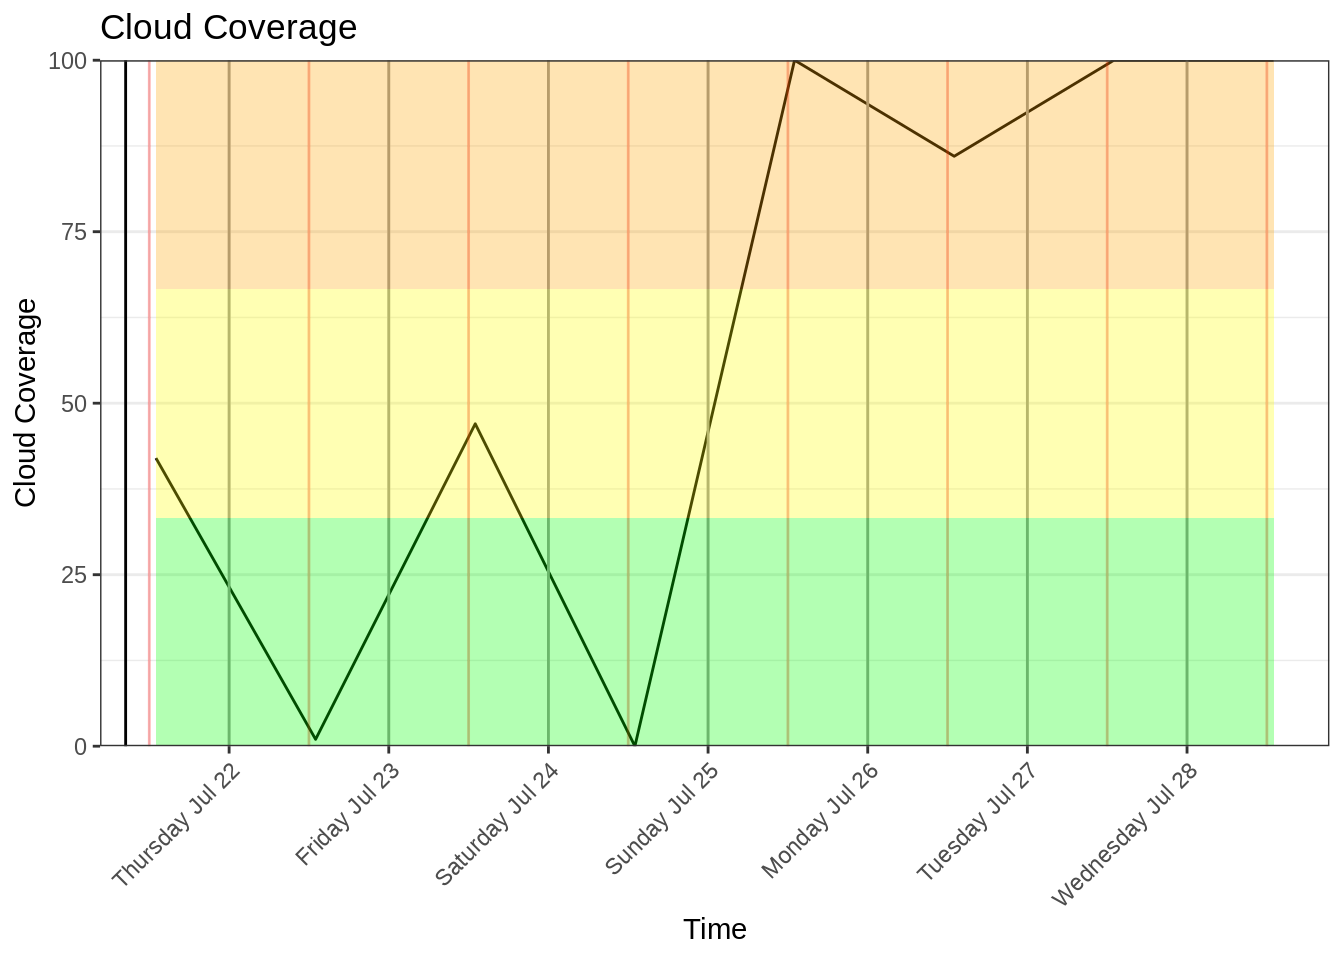 Cloud Coverage
Cloud Coverage
100
75
50
25
0
Thursday Jul 22
Friday Jul 23
Saturday Jul 24
Sunday Jul 25
Monday Jul 26
Tuesday Jul 27
Wednesday Jul 28
Time